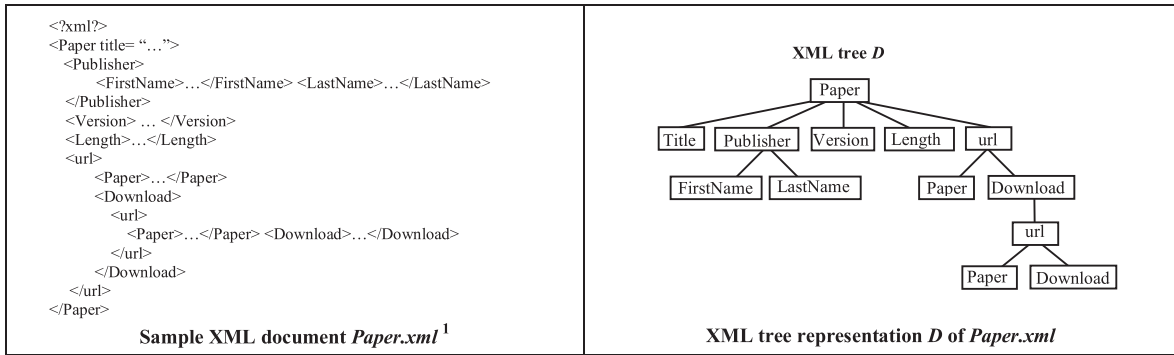 <?xml?>
<Paper title= “…”>
<Publisher>
<FirstName>…</FirstName> <LastName>…</LastName>
</Publisher>
<Version> … </Version>
<Length>…</Length>
<url>
<Paper>…</Paper>
<Download>
<url>
<Paper>…</Paper> <Download>…</Download>
</url>
</Download>
</url>
</Paper>
Sample XML document Paper.xml 1
XML tree D
Paper
Title Publisher Version Length url
FirstName LastName Paper Download
url
Paper Download
XML tree representation D of Paper.xml